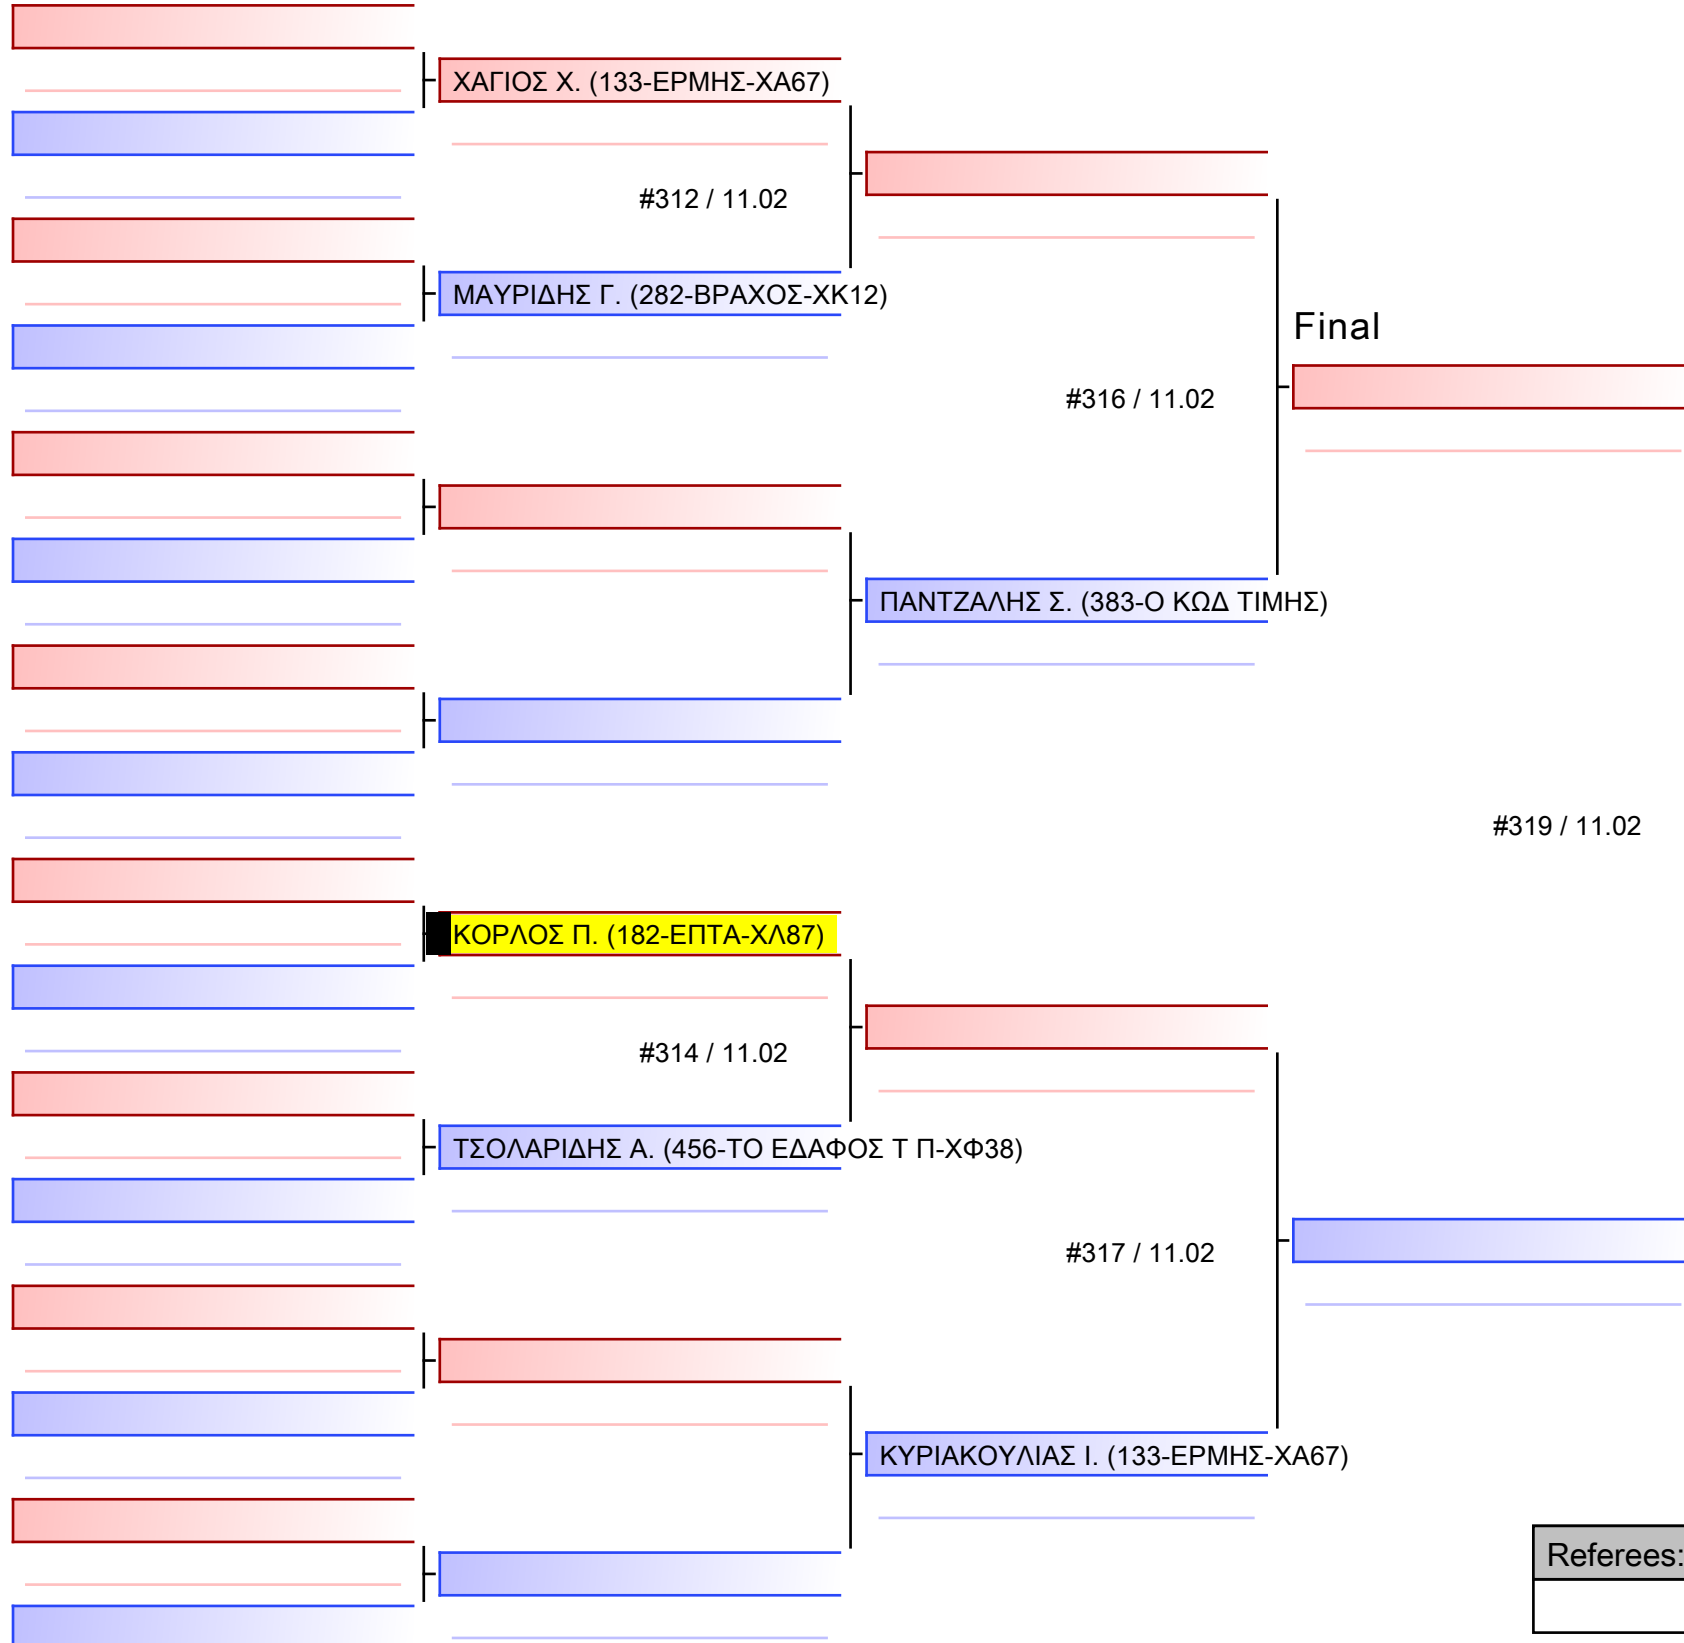 ΧΑΓΙΟΣ Χ. (133-ΕΡΜΗΣ-ΧΑ67)
#312 / 11.02
ΜΑΥΡΙΔΗΣ Γ. (282-ΒΡΑΧΟΣ-ΧΚ12)
Final
#316 / 11.02
ΠΑΝΤΖΑΛΗΣ Σ. (383-Ο ΚΩΔ ΤΙΜΗΣ)
#319 / 11.02
ΚΟΡΛΟΣ Π. (182-ΕΠΤΑ-ΧΛ87)
#314 / 11.02
ΤΣΟΛΑΡΙΔΗΣ Α. (456-ΤΟ ΕΔΑΦΟΣ Τ Π-ΧΦ38)
#317 / 11.02
ΚΥΡΙΑΚΟΥΛΙΑΣ Ι. (133-ΕΡΜΗΣ-ΧΑ67)
Referees: